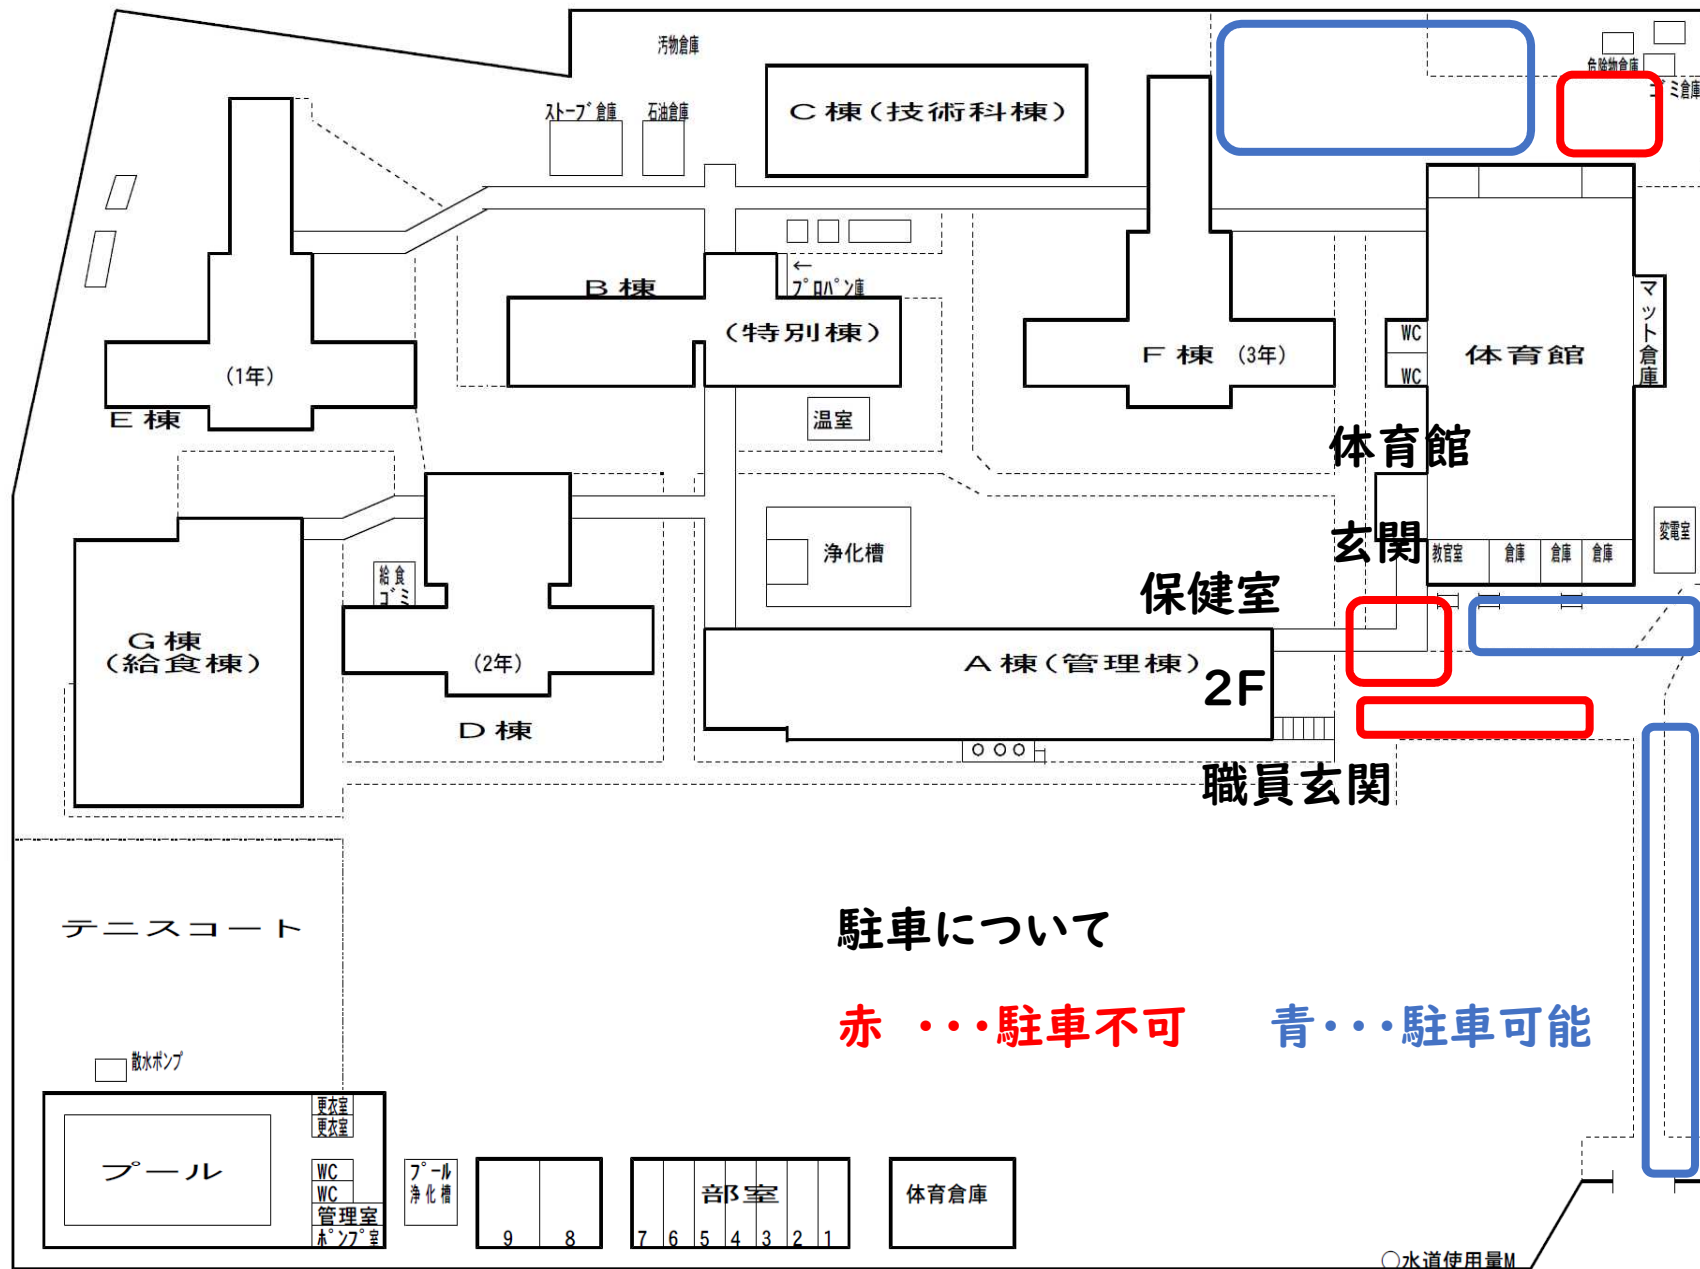 汚物倉庫
危険物倉庫
ゴミ倉庫
ストーブ倉庫
石油倉庫
C棟(技術科棟)
←
プロパン庫
B棟
(特別棟)
マット倉庫
WC
WC
体育館
F棟 (3年)
(1年)
E棟
温室
体育館
玄関
教官室
倉庫
倉庫
倉庫
変電室
浄化槽
給食
ゴミ
保健室
G棟
(給食棟)
(2年)
A棟(管理棟)
2F
D棟
職員玄関
テニスコート
駐車について
赤 ・・・駐車不可
青・・・駐車可能
散水ポンプ
更衣室
更衣室
プール
WC
WC
管理室
ポンプ室
プール
浄化槽
9 8
部室
7 6 5 4 3 2 1
体育倉庫
○水道使用量M